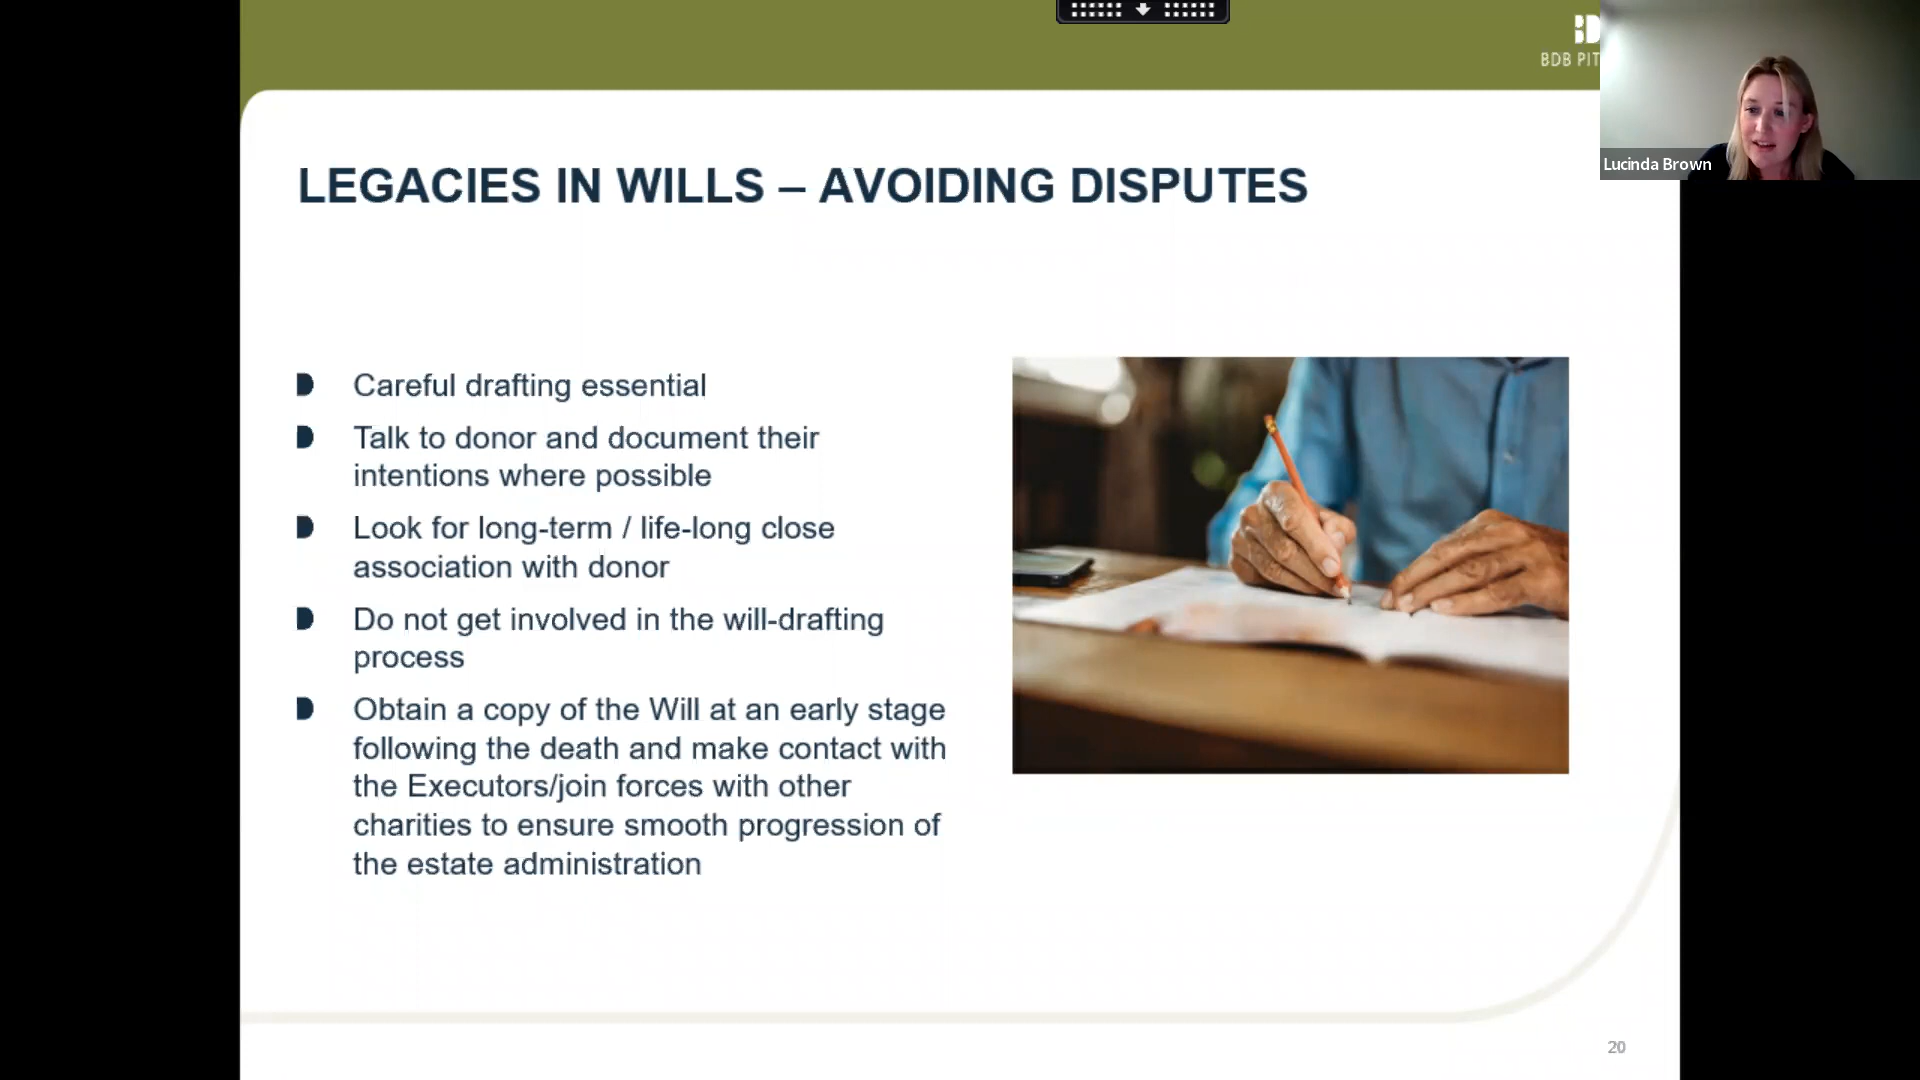 BDB PIT
Lucinda Brown
LEGACIES IN WILLS – AVOIDING DISPUTES
Careful drafting essential
Talk to donor and document their
intentions where possible
Look for long-term / life-long close
association with donor
Do not get involved in the will-drafting
process
Obtain a copy of the Will at an early stage
following the death and make contact with
the Executors/join forces with other
charities to ensure smooth progression of
the estate administration
20